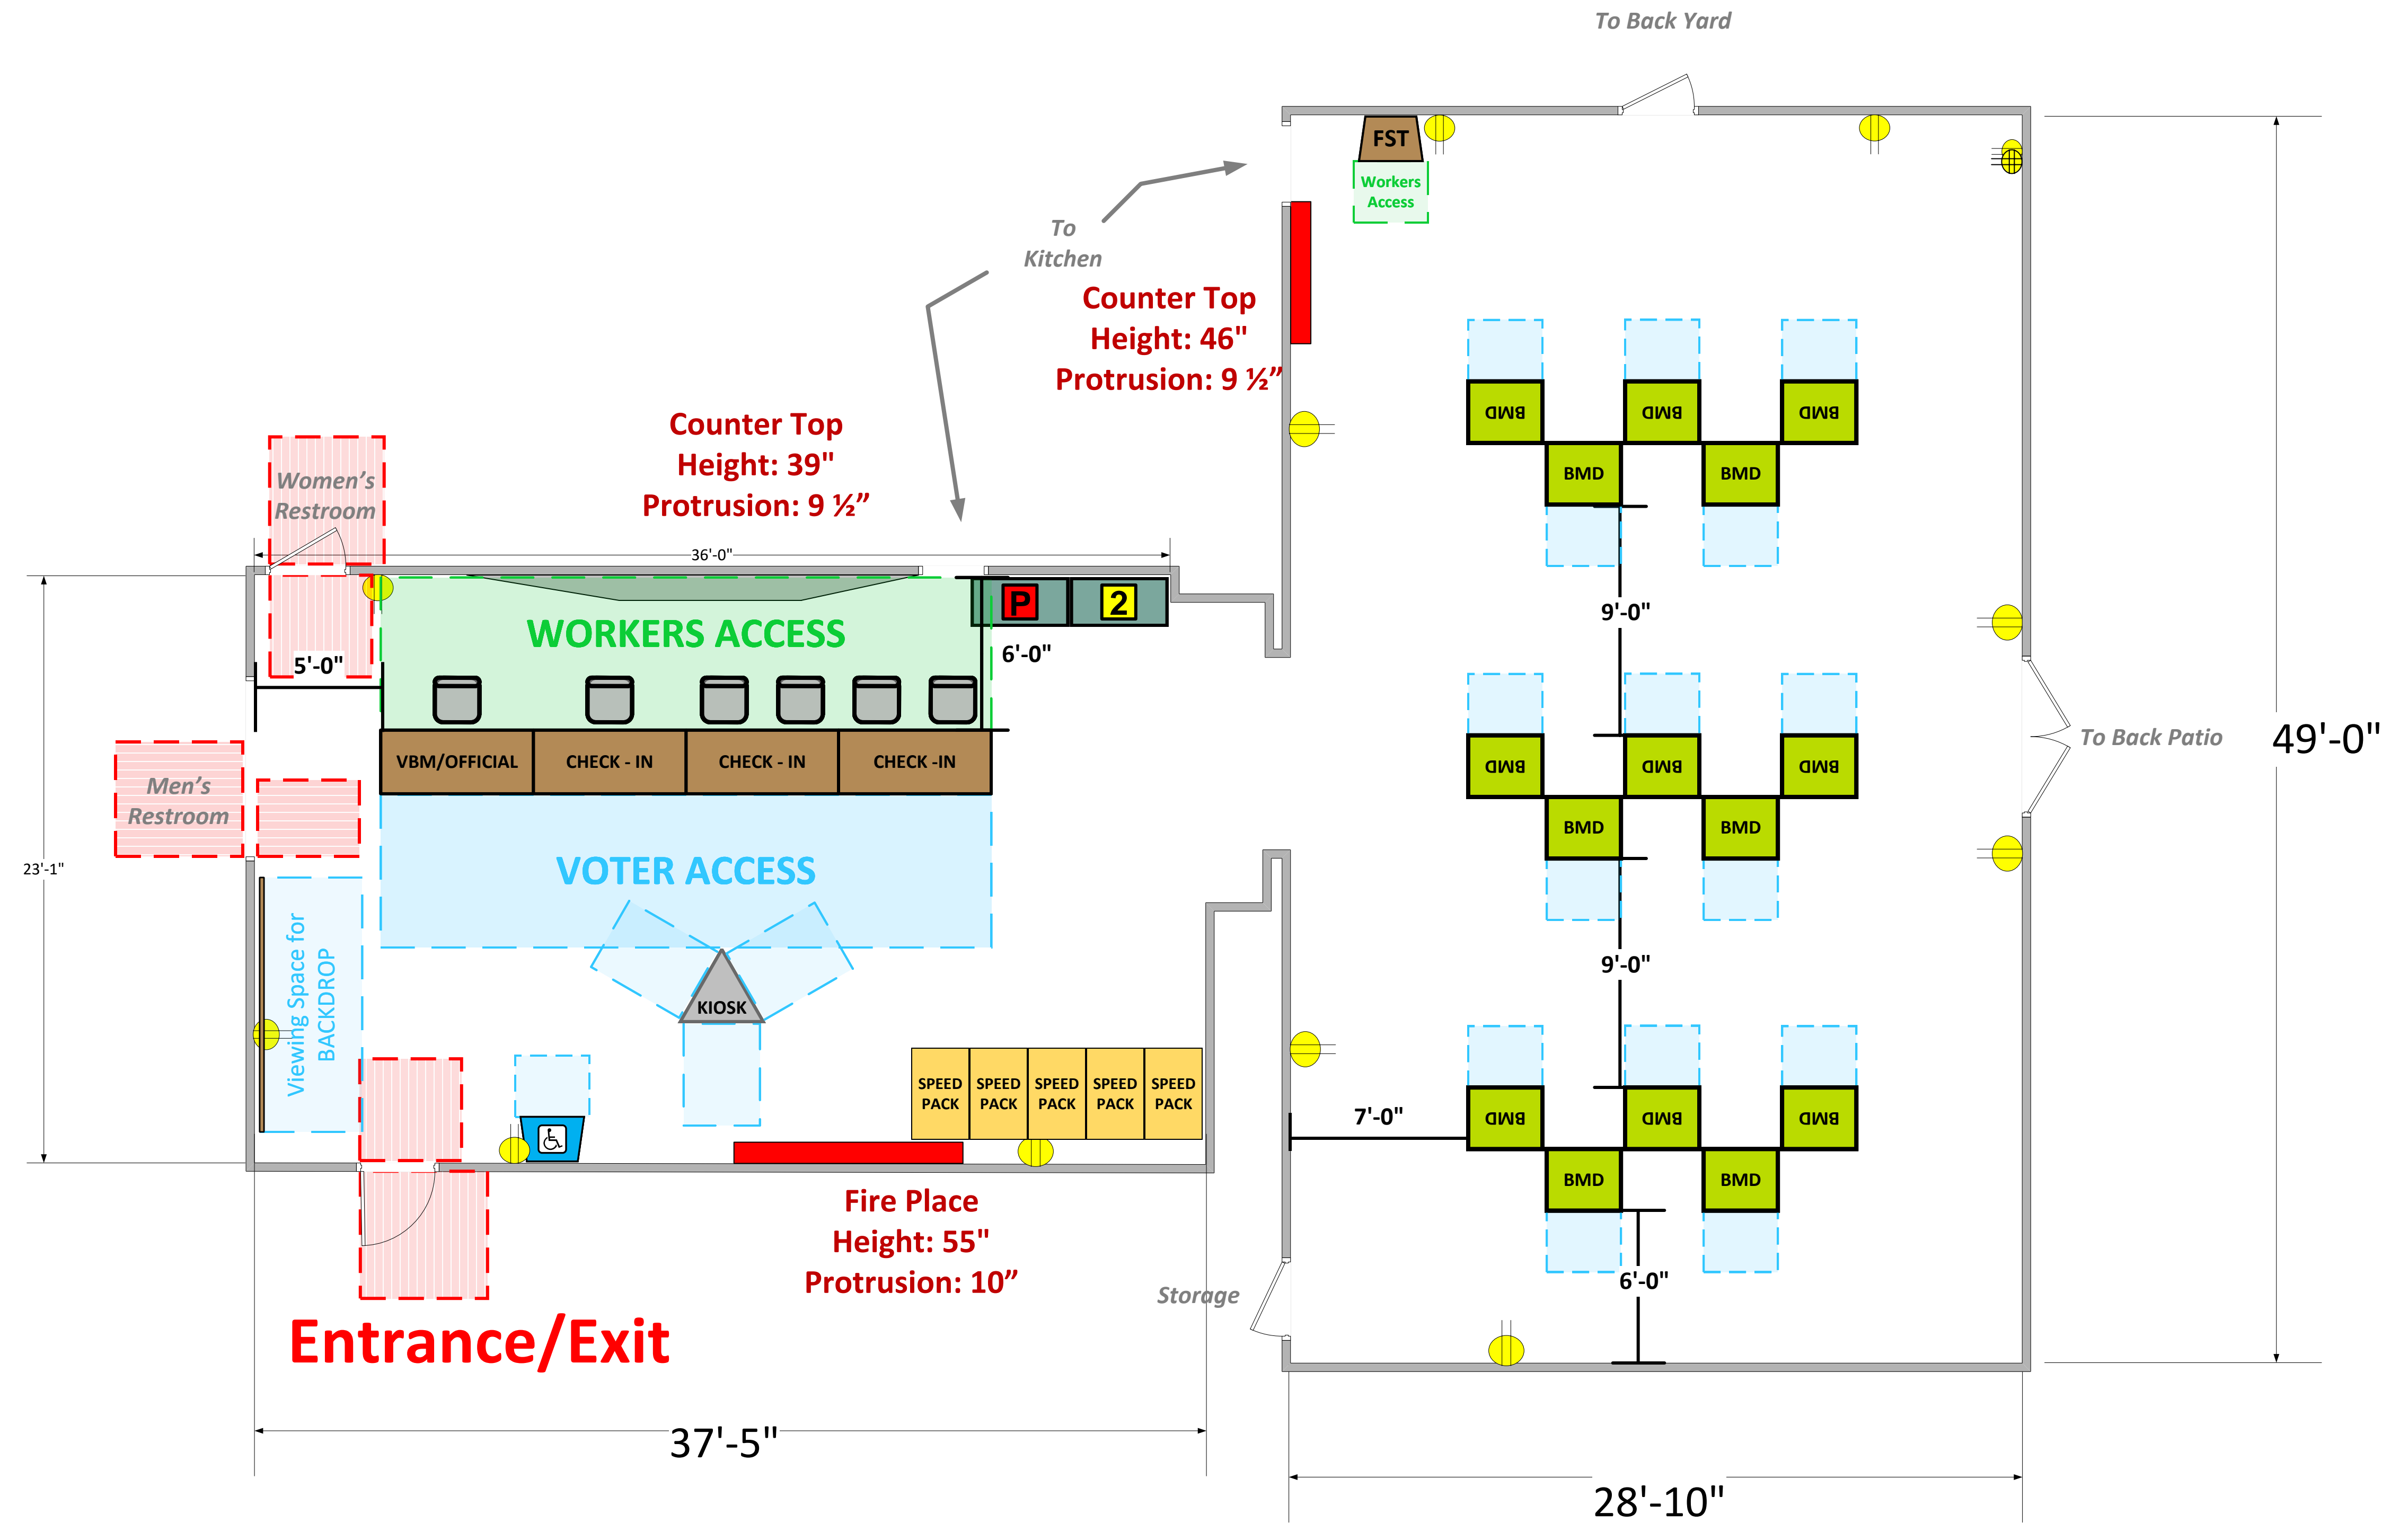 To Back Yard
FST
Workers
Access
To
Kitchen
Counter Top
Height: 46"
Protrusion: 9 ½”
BMD
BMD
BMD
BMD
BMD
Counter Top
Height: 39"
Protrusion: 9 ½”
Women’s
Restroom
36'-0"
P
2
WORKERS ACCESS
9'-0"
6'-0"
5'-0"
To Back Patio
49'-0"
VBM/OFFICIAL
CHECK - IN
CHECK - IN
CHECK -IN
BMD
BMD
BMD
BMD
BMD
Men’s
Restroom
23'-1"
VOTER ACCESS
9'-0"
Viewing Space for
BACKDROP
KIOSK
SPEED
PACK
SPEED
PACK
SPEED
PACK
SPEED
PACK
SPEED
PACK
7'-0"
BMD
BMD
BMD
BMD
BMD
Fire Place
Height: 55"
Protrusion: 10”
Storage
6'-0"
Entrance/Exit
37'-5"
28'-10"